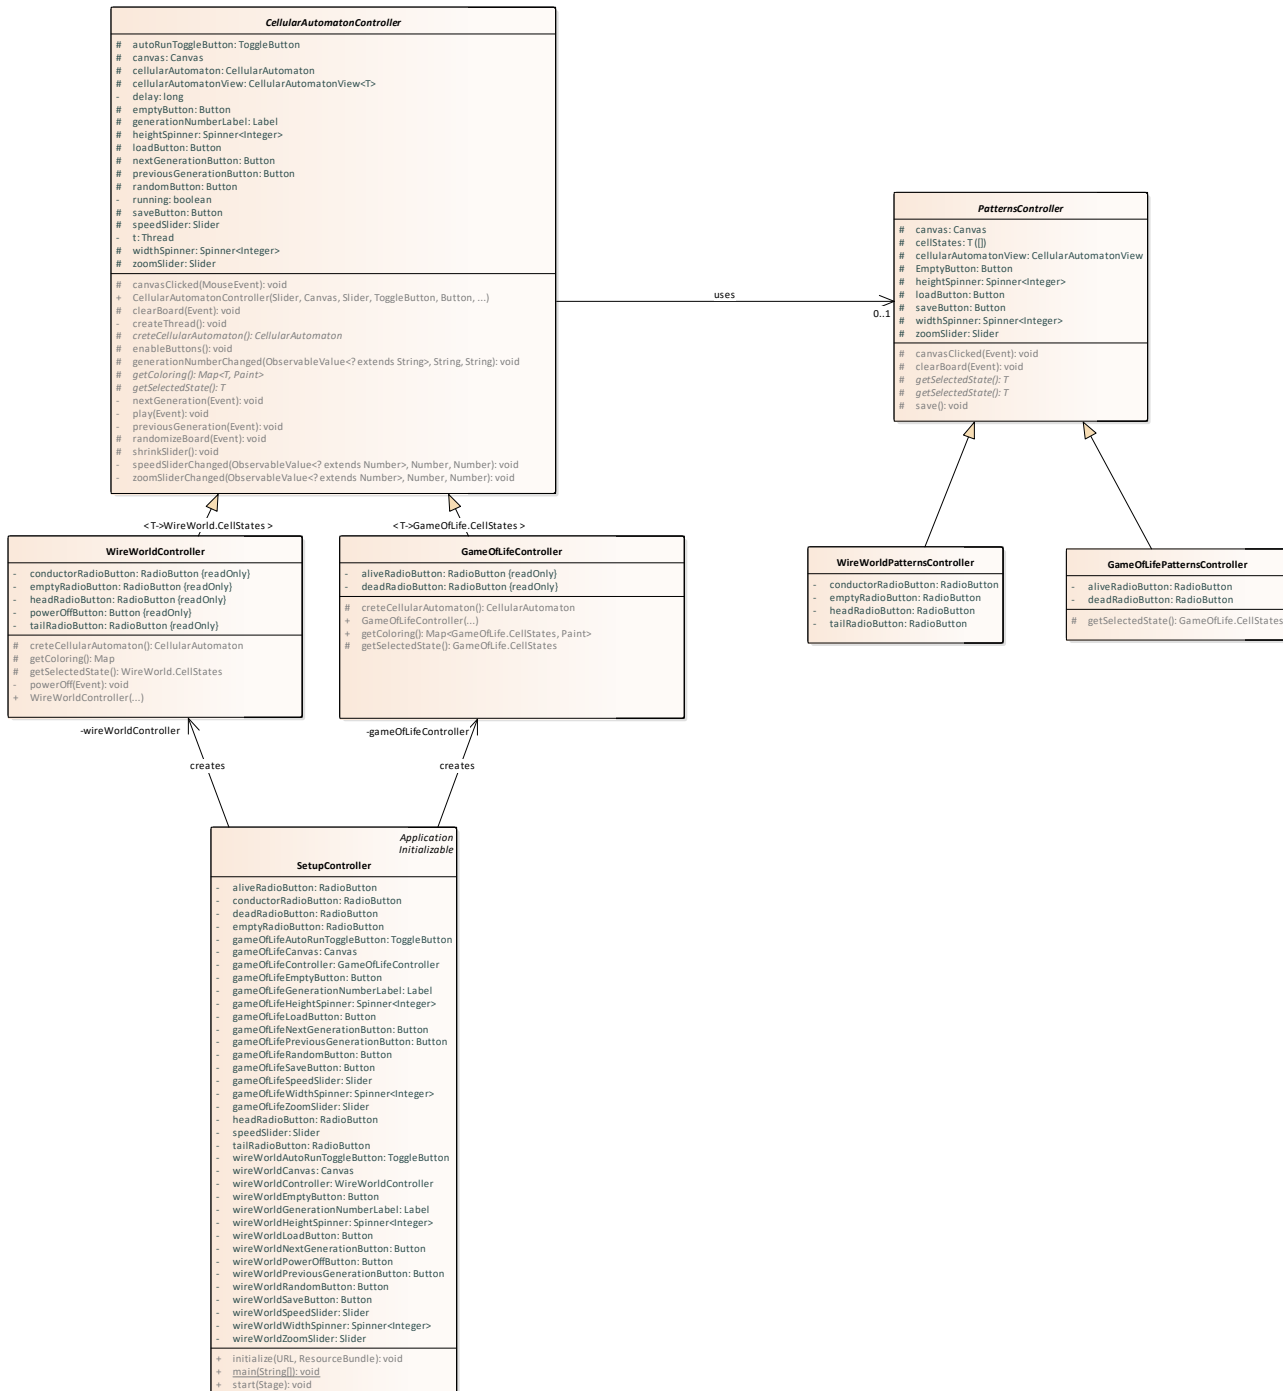 CellularAutomatonController
# autoRunToggleButton: ToggleButton
# canvas: Canvas
# cellularAutomaton: CellularAutomaton
# cellularAutomatonView: CellularAutomatonView<T>
- delay: long
# emptyButton: Button
# generationNumberLabel: Label
# heightSpinner: Spinner<Integer>
# loadButton: Button
# nextGenerationButton: Button
# previousGenerationButton: Button
# randomButton: Button
- running: boolean
# saveButton: Button
# speedSlider: Slider
- t: Thread
# widthSpinner: Spinner<Integer>
# zoomSlider: Slider
# canvasClicked(MouseEvent): void
+ CellularAutomatonController(Slider, Canvas, Slider, ToggleButton, Button, ...)
# clearBoard(Event): void
- createThread(): void
# creteCellularAutomaton(): CellularAutomaton
# enableButtons(): void
# generationNumberChanged(ObservableValue<? extends String>, String, String): void
# getColoring(): Map<T, Paint>
# getSelectedState(): T
- nextGeneration(Event): void
- play(Event): void
- previousGeneration(Event): void
# randomizeBoard(Event): void
# shrinkSlider(): void
- speedSliderChanged(ObservableValue<? extends Number>, Number, Number): void
- zoomSliderChanged(ObservableValue<? extends Number>, Number, Number): void
uses
0..1
PatternsController
# canvas: Canvas
# cellStates: T ([])
# cellularAutomatonView: CellularAutomatonView
# EmptyButton: Button
# heightSpinner: Spinner<Integer>
# loadButton: Button
# saveButton: Button
# widthSpinner: Spinner<Integer>
# zoomSlider: Slider
# canvasClicked(Event): void
# clearBoard(Event): void
# getSelectedState(): T
# getSelectedState(): T
# save(): void
< T->WireWorld.CellStates >
< T->GameOfLife.CellStates >
WireWorldController
- conductorRadioButton: RadioButton {readOnly}
- emptyRadioButton: RadioButton {readOnly}
- headRadioButton: RadioButton {readOnly}
- powerOffButton: Button {readOnly}
- tailRadioButton: RadioButton {readOnly}
# creteCellularAutomaton(): CellularAutomaton
# getColoring(): Map
# getSelectedState(): WireWorld.CellStates
- powerOff(Event): void
+ WireWorldController(...)
GameOfLifeController
- aliveRadioButton: RadioButton {readOnly}
- deadRadioButton: RadioButton {readOnly}
# creteCellularAutomaton(): CellularAutomaton
+ GameOfLifeController(...)
+ getColoring(): Map<GameOfLife.CellStates, Paint>
# getSelectedState(): GameOfLife.CellStates
WireWorldPatternsController
- conductorRadioButton: RadioButton
- emptyRadioButton: RadioButton
- headRadioButton: RadioButton
- tailRadioButton: RadioButton
GameOfLifePatternsController
- aliveRadioButton: RadioButton
- deadRadioButton: RadioButton
# getSelectedState(): GameOfLife.CellStates
-wireWorldController
-gameOfLifeController
creates
creates
Application
Initializable
SetupController
- aliveRadioButton: RadioButton
- conductorRadioButton: RadioButton
- deadRadioButton: RadioButton
- emptyRadioButton: RadioButton
- gameOfLifeAutoRunToggleButton: ToggleButton
- gameOfLifeCanvas: Canvas
- gameOfLifeController: GameOfLifeController
- gameOfLifeEmptyButton: Button
- gameOfLifeGenerationNumberLabel: Label
- gameOfLifeHeightSpinner: Spinner<Integer>
- gameOfLifeLoadButton: Button
- gameOfLifeNextGenerationButton: Button
- gameOfLifePreviousGenerationButton: Button
- gameOfLifeRandomButton: Button
- gameOfLifeSaveButton: Button
- gameOfLifeSpeedSlider: Slider
- gameOfLifeWidthSpinner: Spinner<Integer>
- gameOfLifeZoomSlider: Slider
- headRadioButton: RadioButton
- speedSlider: Slider
- tailRadioButton: RadioButton
- wireWorldAutoRunToggleButton: ToggleButton
- wireWorldCanvas: Canvas
- wireWorldController: WireWorldController
- wireWorldEmptyButton: Button
- wireWorldGenerationNumberLabel: Label
- wireWorldHeightSpinner: Spinner<Integer>
- wireWorldLoadButton: Button
- wireWorldNextGenerationButton: Button
- wireWorldPowerOffButton: Button
- wireWorldPreviousGenerationButton: Button
- wireWorldRandomButton: Button
- wireWorldSaveButton: Button
- wireWorldSpeedSlider: Slider
- wireWorldWidthSpinner: Spinner<Integer>
- wireWorldZoomSlider: Slider
+ initialize(URL, ResourceBundle): void
+ main(String[]): void
+ start(Stage): void